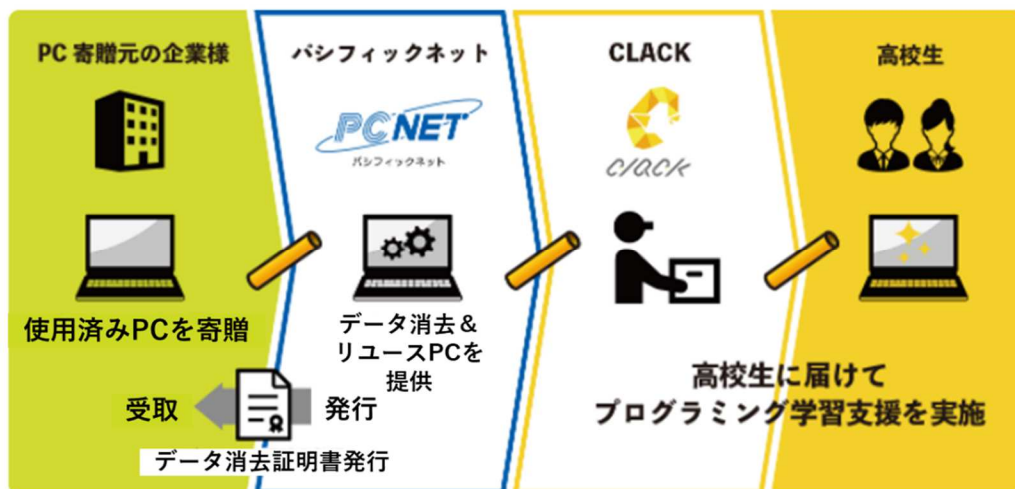 PC 寄贈元の企業様
パシフィックネット
CLACK
高校生
PC NET
パシフィックネット
CLACK
使用済みPCを寄贈
データ消去＆
リユースPCを
提供
高校生に届けて
プログラミング学習支援を実施
受取
発行
データ消去証明書発行